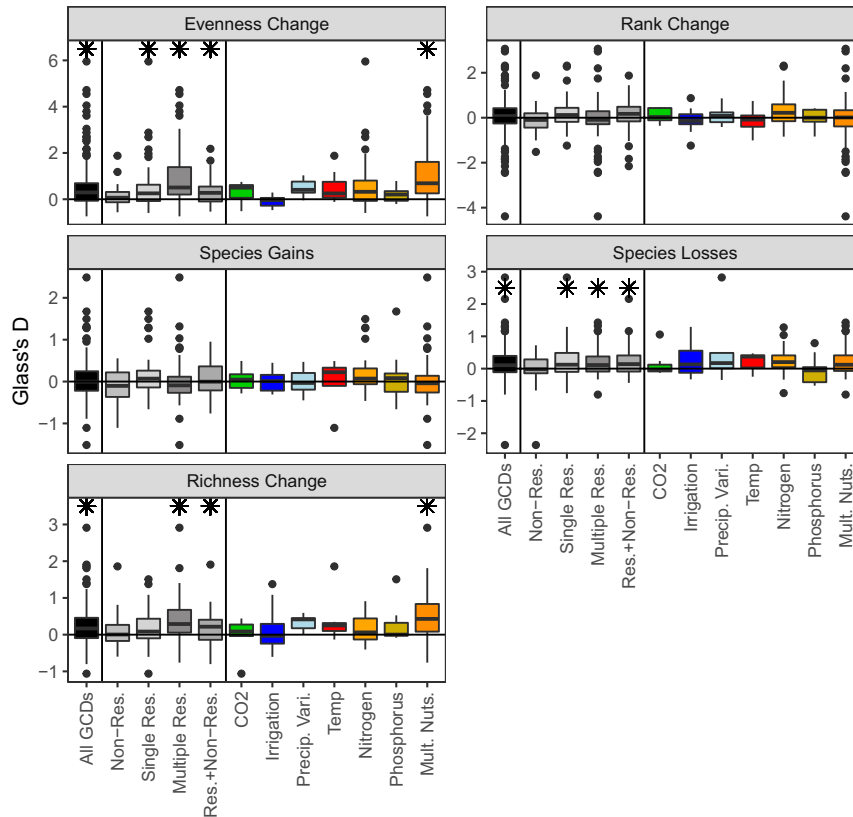 Evenness Change
Rank Change
6
4
2
0
2
0
−2
−4
Species Gains
Species Losses
2
1
0
−1
3
2
1
0
−1
−2
Glass's D
Richness Change
3
2
1
0
−1
All GCDs
Non−Res.
Single Res.
Multiple Res.
Res.+Non−Res.
CO2
Irrigation
Precip. Vari.
Temp
Nitrogen
Phosphorus
Mult. Nuts.
All GCDs
Non−Res.
Single Res.
Multiple Res.
Res.+Non−Res.
CO2
Irrigation
Precip. Vari.
Temp
Nitrogen
Phosphorus
Mult. Nuts.